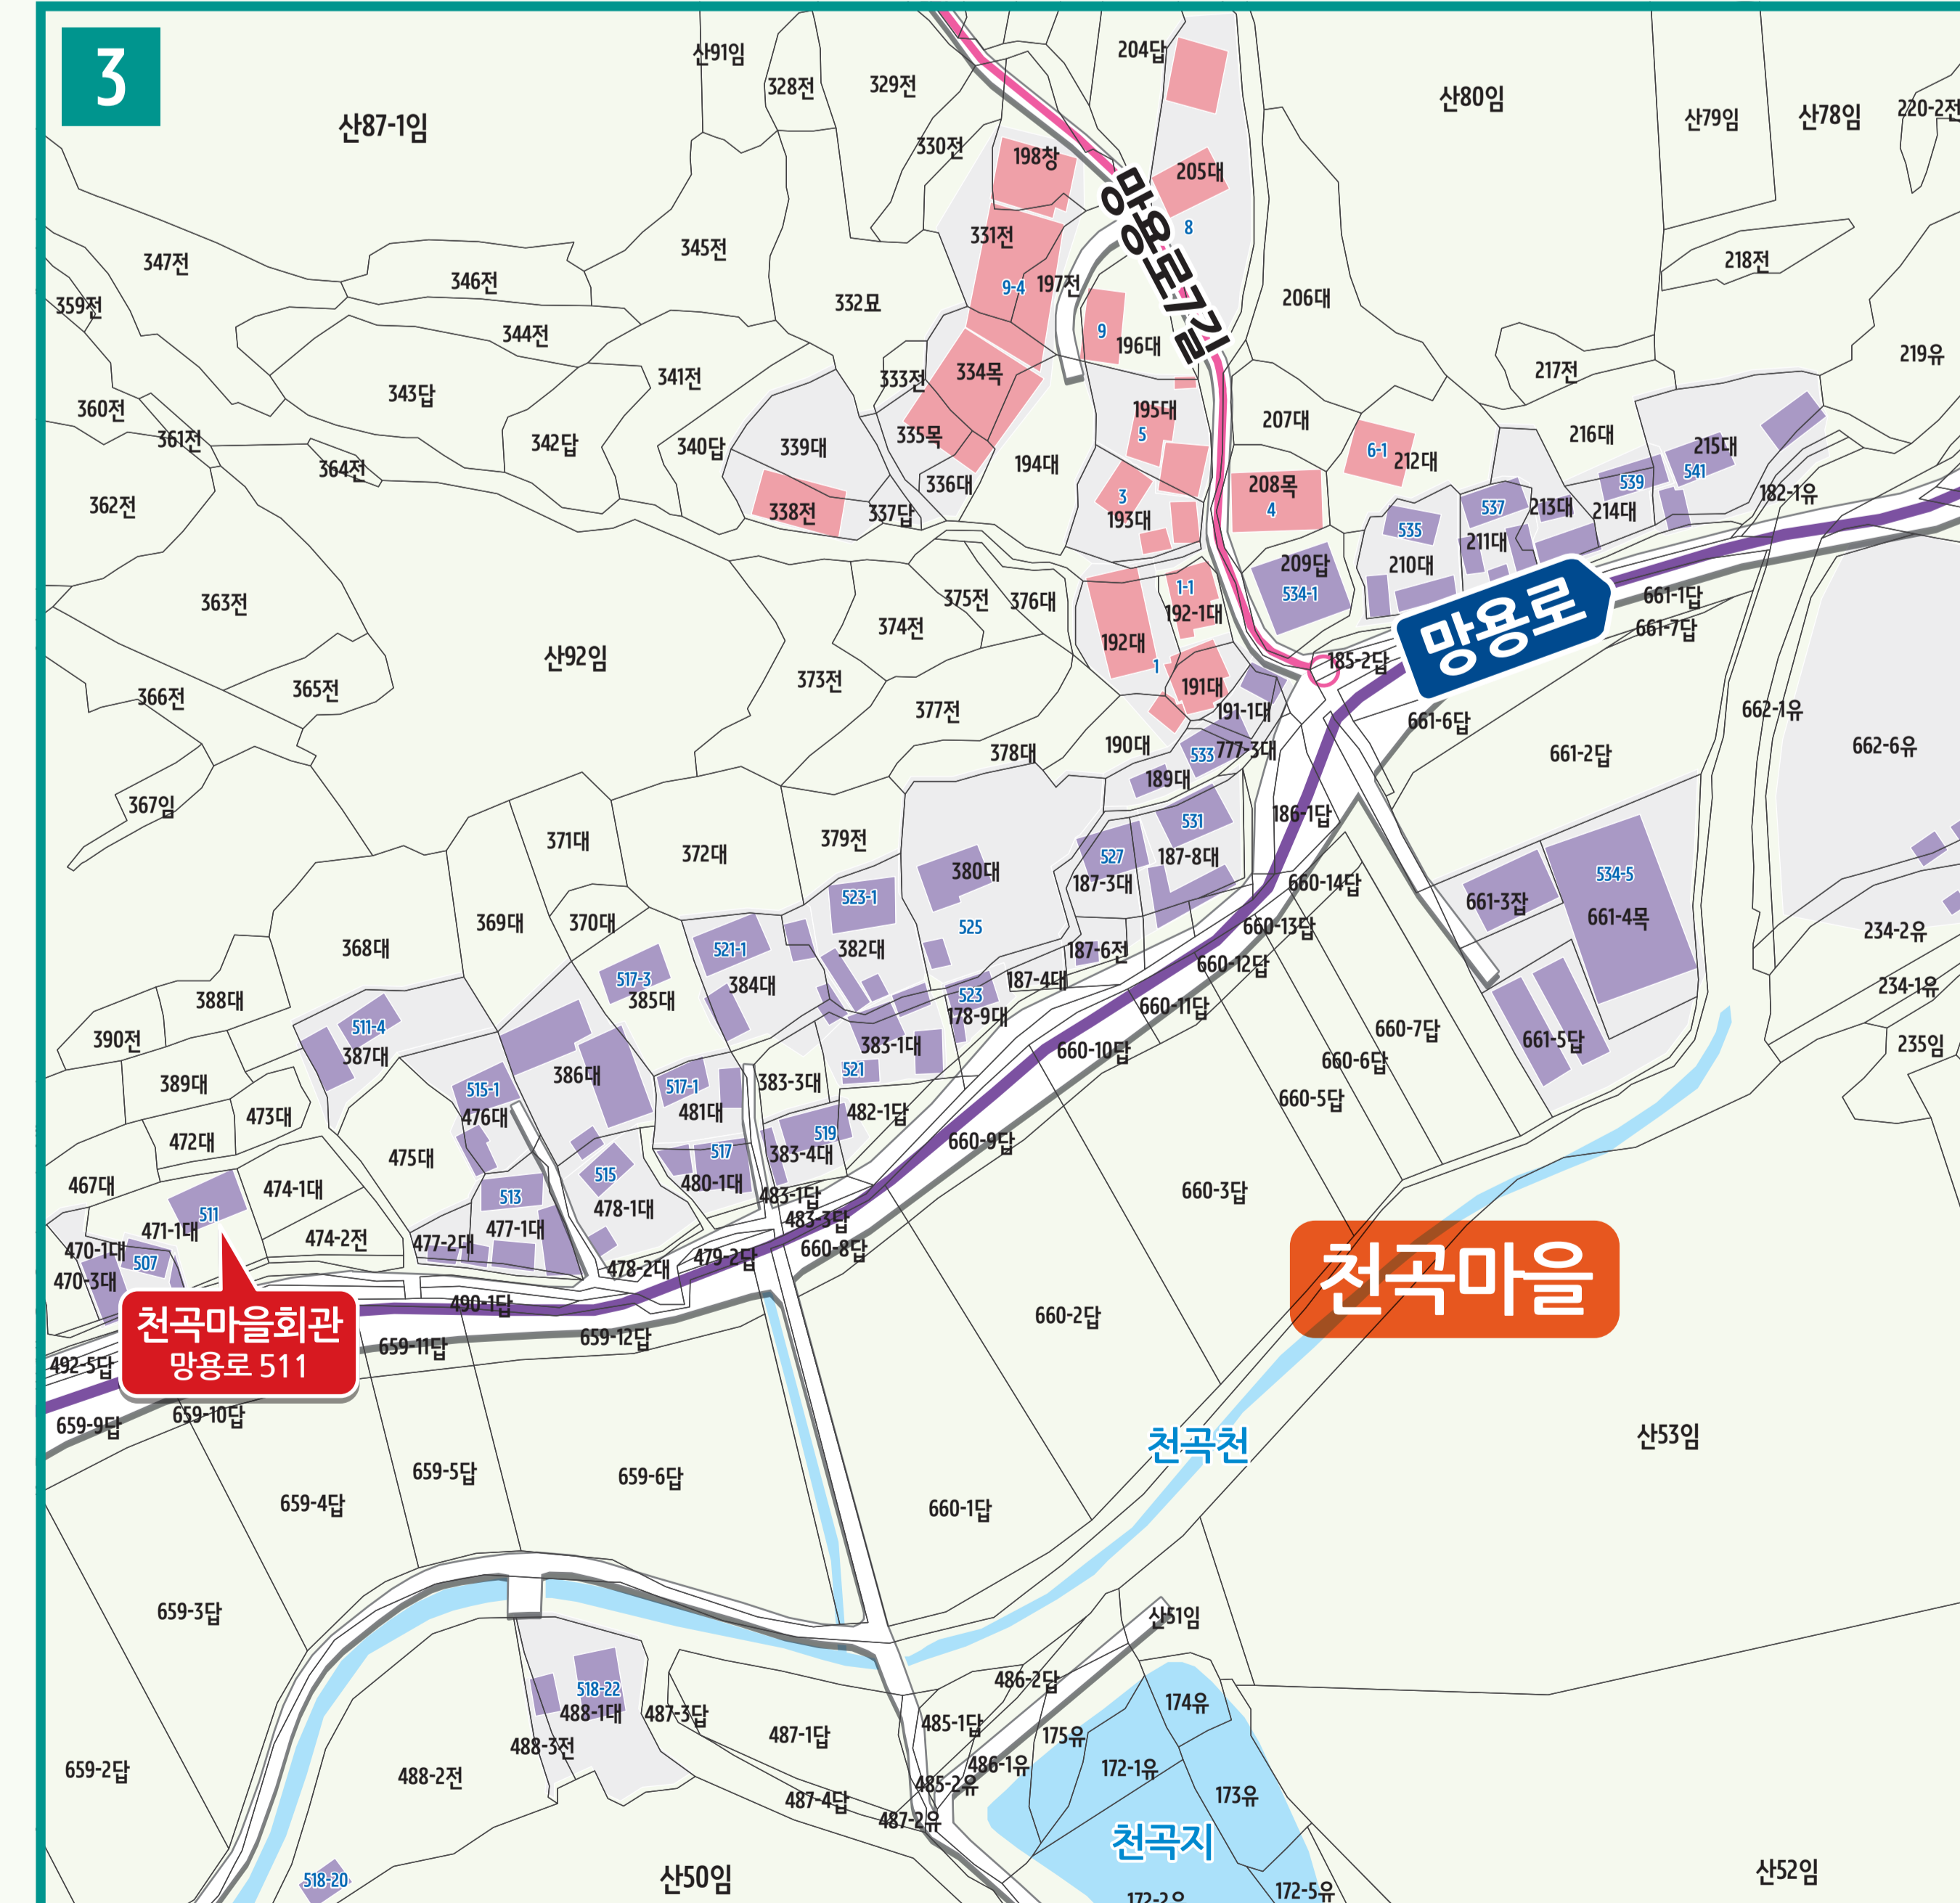 3
산91임
328전
329전
204답
산80임
산79임
산78임
220-2전
산87-1임
330전
198창
205대
망용로7길
8
347전
346전
345전
331전
9-4
197전
218전
359전
344전
332묘
9
196대
206대
219유
343답
341전
333전
334목
217전
360전
361전
364전
342답
340답
339대
335목
195대
5
207대
6-1
212대
216대
215대
541
362전
338전
337답
336대
194대
3
193대
208목
4
535
537
213대
539
214대
182-1유
363전
375전
376대
1-1
192-1대
209답
534-1
210대
211대
망용로
661-1답
661-7답
산92임
374전
192대
1
185-2답
366전
365전
373전
377전
191대
191-1대
661-6답
662-1유
378대
190대
533
777-3대
661-2답
662-6유
367임
189대
371대
372대
379전
531
186-1답
380대
527
187-8대
187-3대
660-14답
534-5
523-1
369대
370대
661-3잡
661-4목
368대
521-1
382대
525
187-6전
660-13답
234-2유
388대
517-3
385대
384대
523
187-4대
660-12답
234-1유
390전
511-4
387대
178-9대
660-11답
660-7답
661-5답
235임
389대
386대
383-1대
521
660-10답
660-6답
515-1
476대
517-1
481대
383-3대
482-1답
660-5답
473대
472대
475대
519
383-4대
660-9답
467대
474-1대
513
515
517
480-1대
483-1답
660-3답
511
471-1대
474-2전
477-1대
477-2대
478-1대
483-3답
470-1대
507
470-3대
478-2대
479-2답
660-8답
천곡마을
천곡마을회관
망용로 511
490-1답
659-11답
659-12답
660-2답
492-5답
659-9답
659-10답
천곡천
산53임
659-5답
659-6답
659-4답
660-1답
659-3답
산51임
518-22
488-1대
488-3전
487-3답
487-1답
486-2답
485-1답
174유
175유
486-1유
172-1유
659-2답
488-2전
485-2유
487-4답
487-2유
173유
천곡지
518-20
산50임
172-5유
산52임